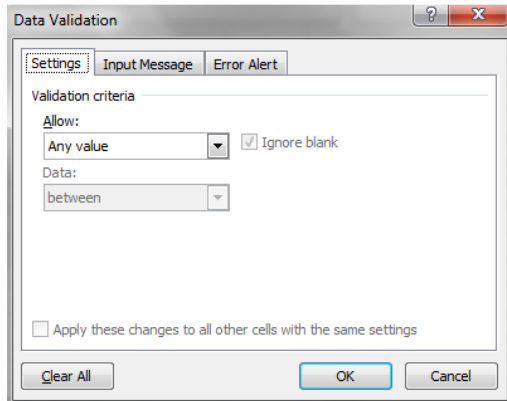 Data Validation
?
X
Settings Input Message Error Alert
Validation criteria
Allow:
Any value
Ignore blank
Data:
between
Apply these changes to all other cells with the same settings
Clear All OK Cancel